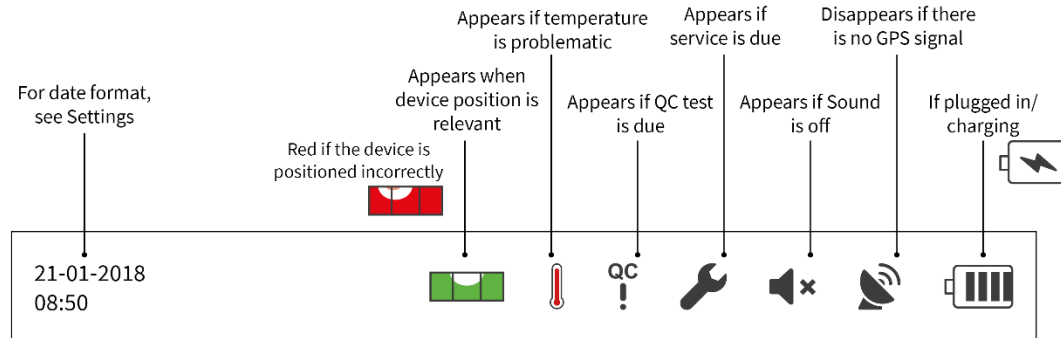 Appears if temperature
is problematic
Appears if
service is due
Disappears if there
is no GPS signal
For date format,
see Settings
Appears when
device position is
relevant
Appears if QC test
is due
Appears if Sound
is off
If plugged in/
charging
Red if the device is
positioned incorrectly
21-01-2018
08:50
QC
!